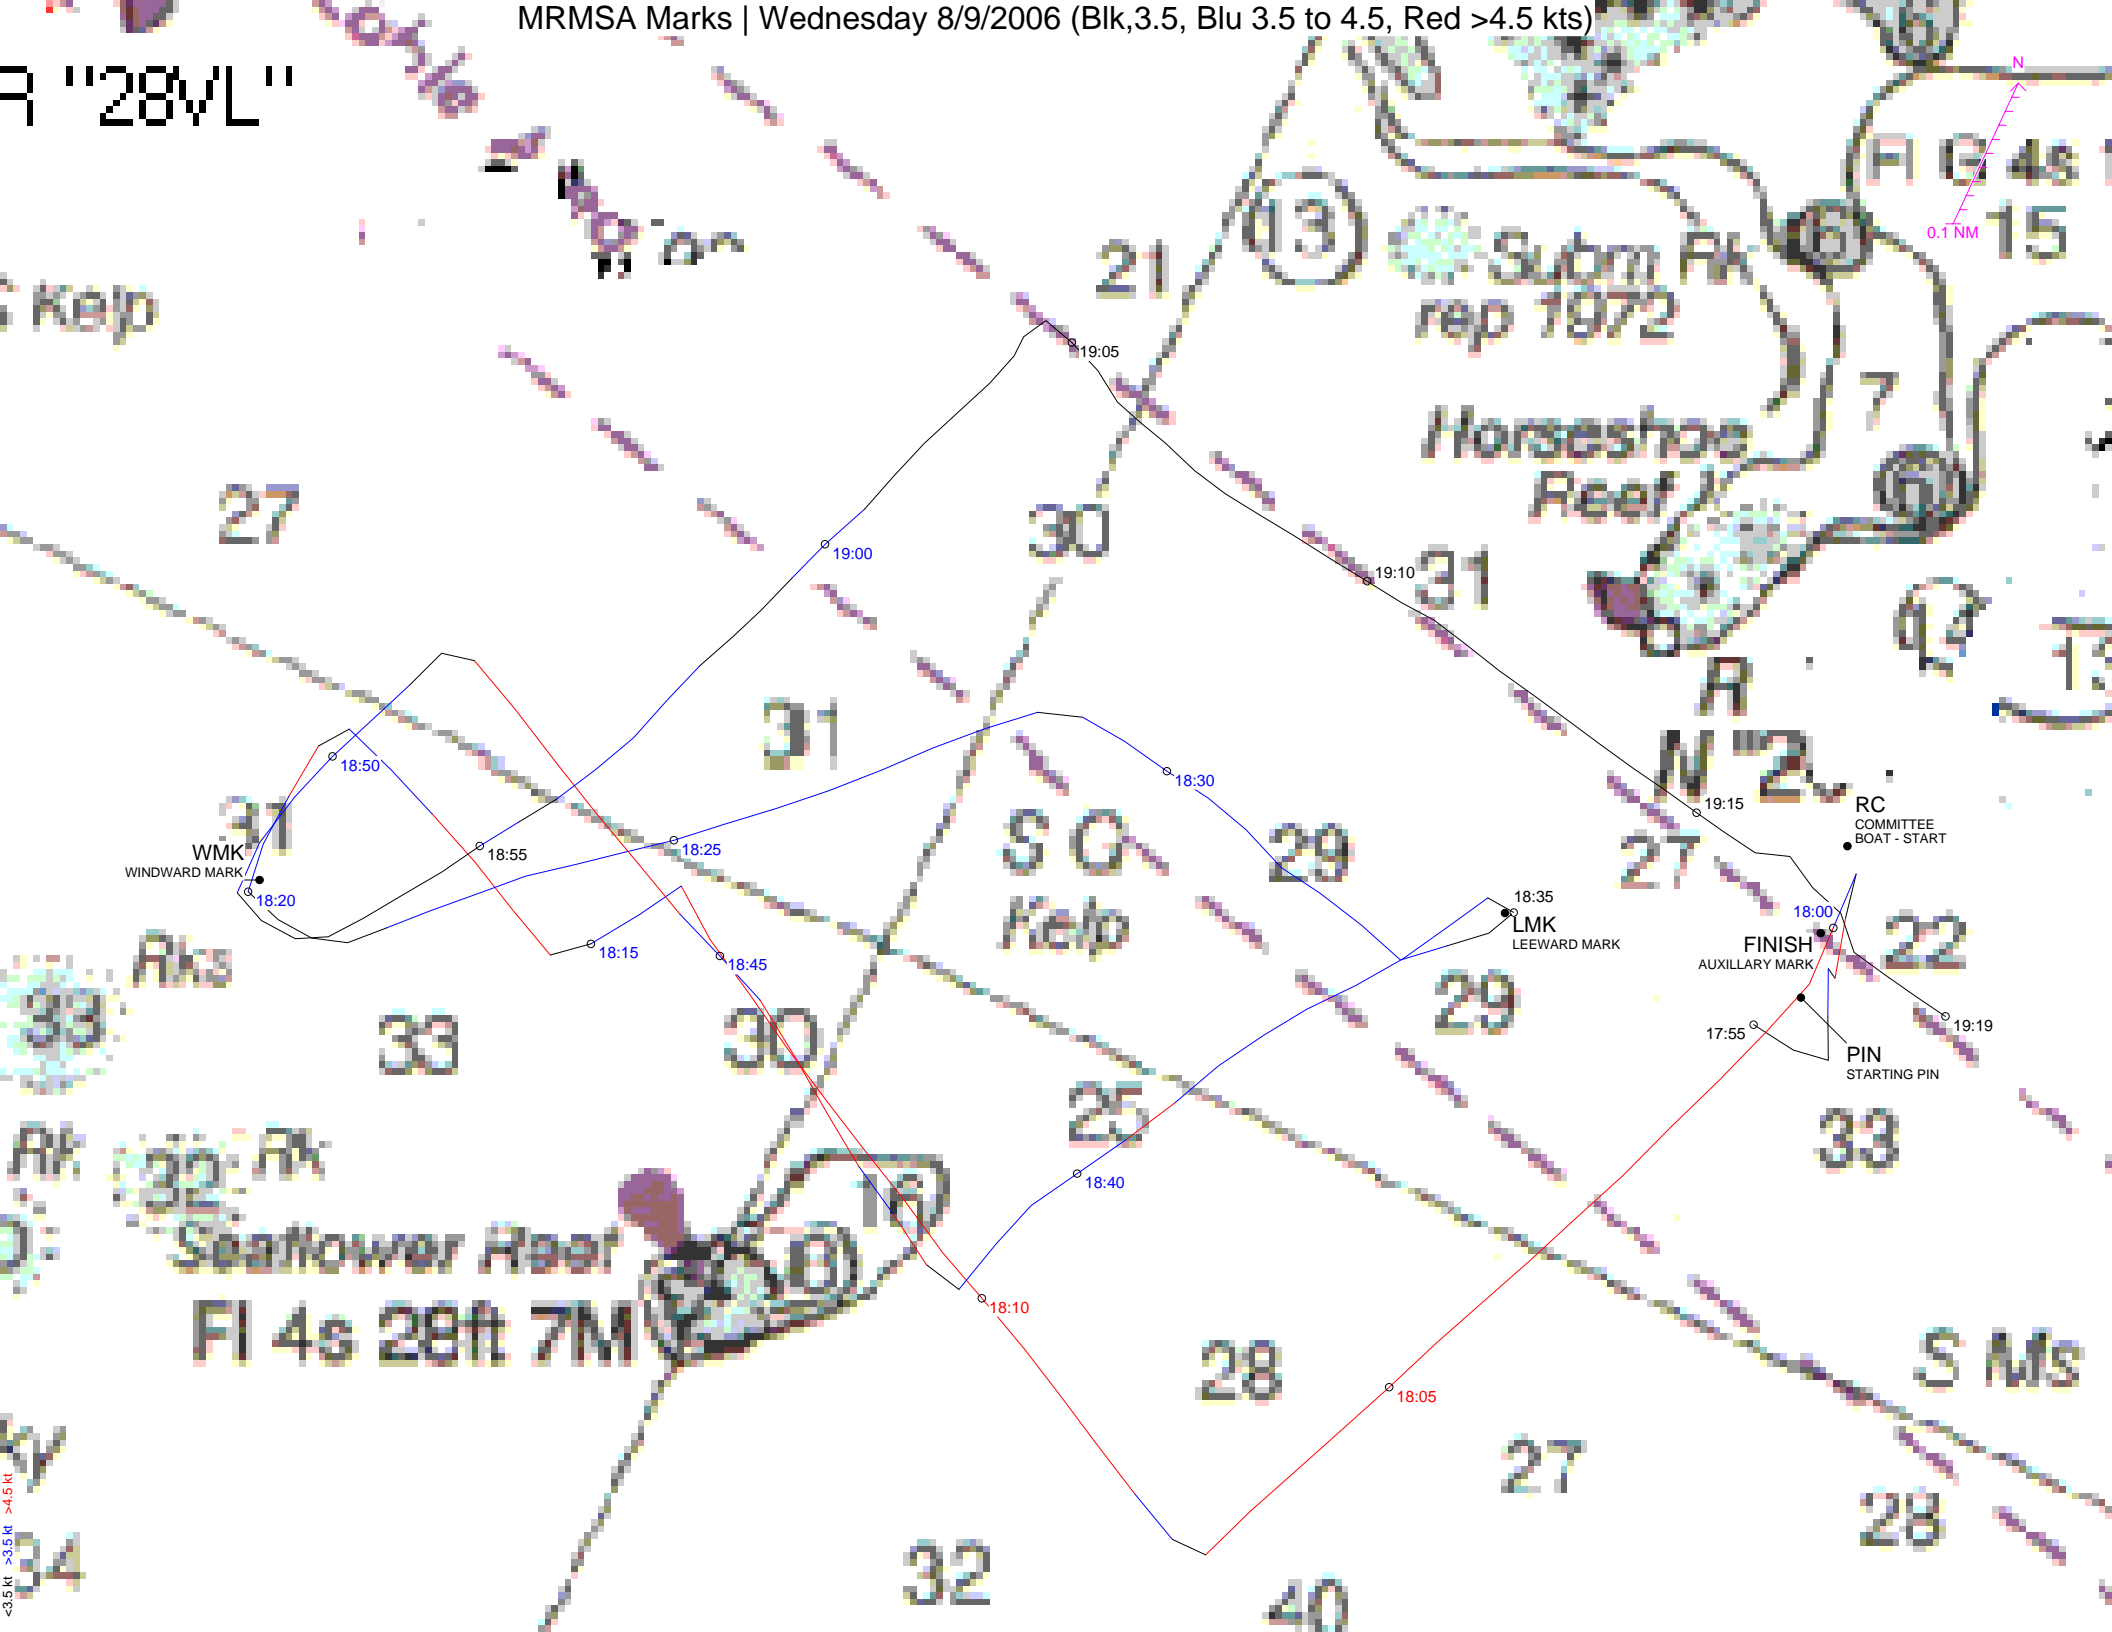 MRMSA Marks | Wednesday 8/9/2006 (Blk,3.5, Blu 3.5 to 4.5, Red >4.5 kts)
"28VL"
N
0.1 NM
Fl G 4s
15
13
6
21
Subm Rk
rep 1972
Kelp
19:05
7
Horseshoe
Reef
27
30
19:00
19:10
31
17
13
R
N "2"
31
18:50
18:30
31
29
19:15
RC
COMMITTEE
BOAT - START
27
WMK
WINDWARD MARK
18:55
18:25
S G
Kelp
18:20
18:35
LMK
LEEWARD MARK
18:00
FINISH
AUXILLARY MARK
22
Rks
18:15
18:45
33
33
30
29
17:55
19:19
PIN
STARTING PIN
25
33
Rk
32
Rk
18:40
16
Seaflower Reef
Fl 4s 28ft 7M
18:10
28
S Ms
18:05
27
28
34
32
40
<3.5 kt >3.5 kt >4.5 kt